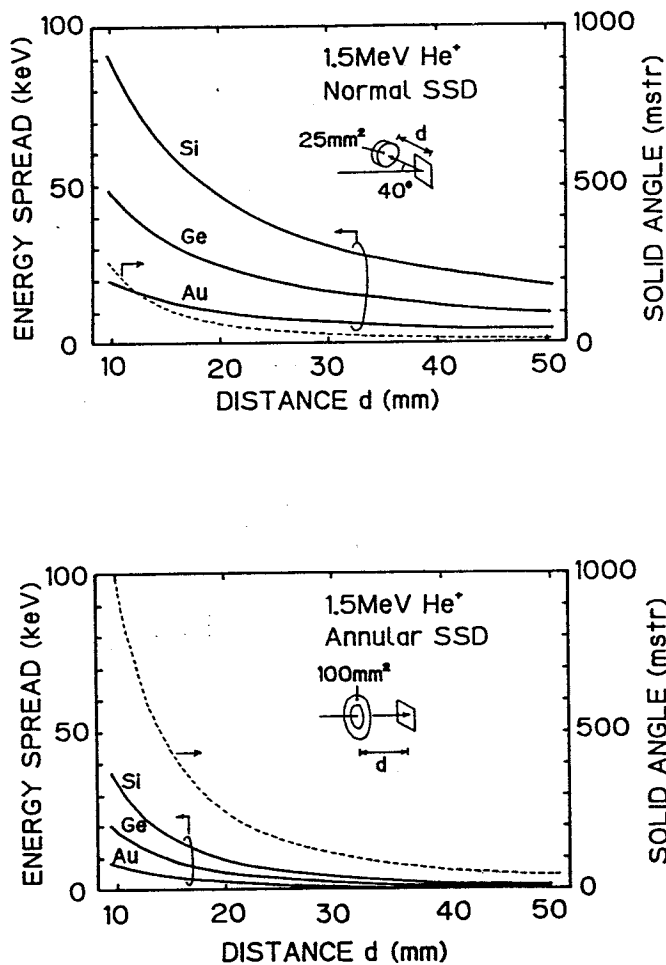 100
50
0
ENERGY SPREAD (keV)
1.5MeV He⁺
Normal SSD
25mm²
d
40°
Si
Ge
Au
1000
500
0
SOLID ANGLE (mstr)
10 20 30 40 50
DISTANCE d (mm)
100
50
0
ENERGY SPREAD (keV)
1.5MeV He⁺
Annular SSD
100mm²
d
Si
Ge
Au
1000
500
0
SOLID ANGLE (mstr)
10 20 30 40 50
DISTANCE d (mm)